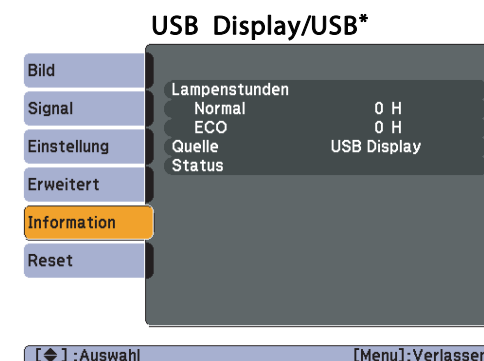 USB Display/USB*
Bild
Signal
Einstellung
Erweitert
Information
Reset
Lampenstunden
Normal 0 H
ECO 0 H
Quelle USB Display
Status
[◆] :Auswahl [Menu]:Verlassen